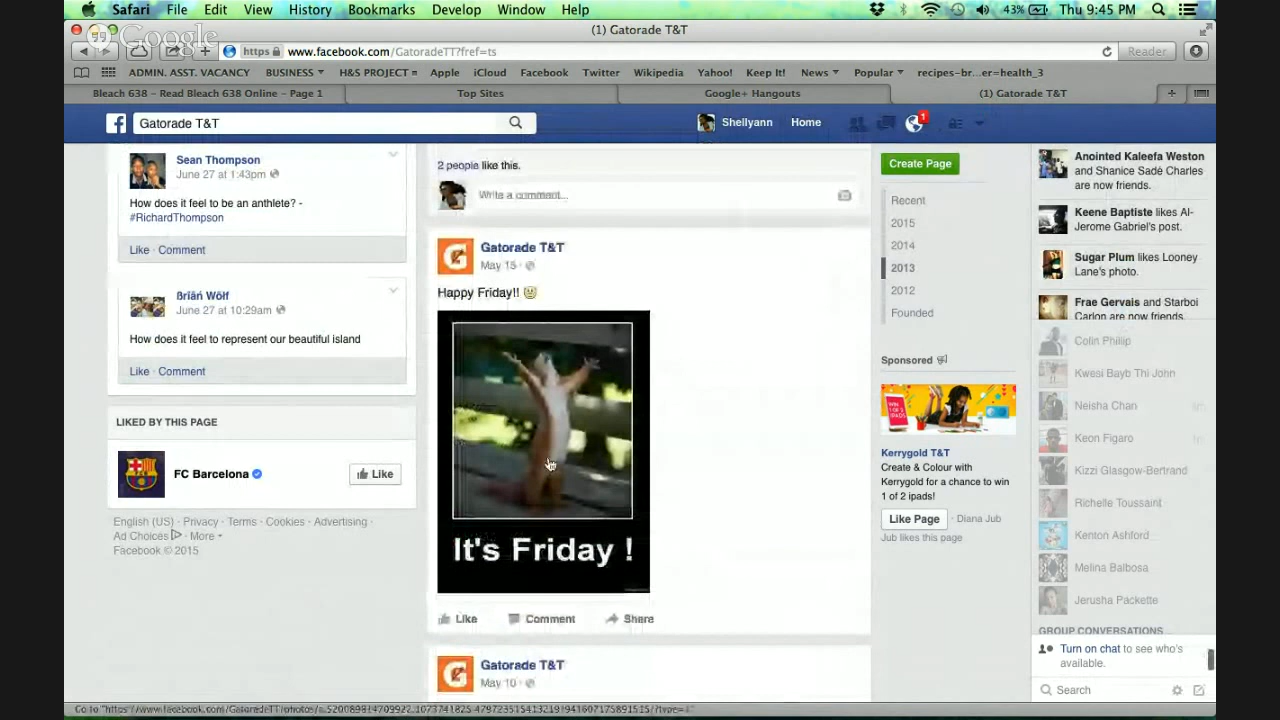 Safari File Edit View History Bookmarks Develop Window Help 43% Thu 9:45 PM
Google
(1) Gatorade T&T
https www.facebook.com/GatoradeTT?fref=ts Reader
ADMIN. ASST. VACANCY BUSINESS H&S PROJECT Apple iCloud Facebook Twitter Wikipedia Yahoo! Keep It! News Popular recipes-br...er=health_3
Bleach 638 – Read Bleach 638 Online – Page 1 Top Sites Google+ Hangouts (1) Gatorade T&T
Gatorade T&T Shellyann Home 1
Sean Thompson
June 27 at 1:43pm
How does it feel to be an anthlete? -
#RichardThompson
Like · Comment
ßrîâń Wölf
June 27 at 10:29am
How does it feel to represent our beautiful island
Like · Comment
LIKED BY THIS PAGE
FC Barcelona Like
English (US) · Privacy · Terms · Cookies · Advertising ·
Ad Choices · More
Facebook © 2015
2 people like this.
Write a comment...
Gatorade T&T
May 15 ·
Happy Friday!!
It's Friday !
Like Comment Share
Gatorade T&T
May 10 ·
Create Page
Recent
2015
2014
2013
2012
Founded
Sponsored
WIN 1 OF 2 IPADS
Kerrygold T&T
Create & Colour with
Kerrygold for a chance to win
1 of 2 ipads!
Like Page · Diana Jub
Jub likes this page
Anointed Kaleefa Weston
and Shanice Sadè Charles
are now friends.
Keene Baptiste likes Al-
Jerome Gabriel's post.
Sugar Plum likes Looney
Lane's photo.
Frae Gervais and Starboi
Carlon are now friends.
Colin Phillip
Kwesi Bayb Thi John
Neisha Chan
Keon Figaro
Kizzi Glasgow-Bertrand
Richelle Toussaint
Kenton Ashford
Melina Balbosa
Jerusha Packette
GROUP CONVERSATIONS
Turn on chat to see who's
available.
Search